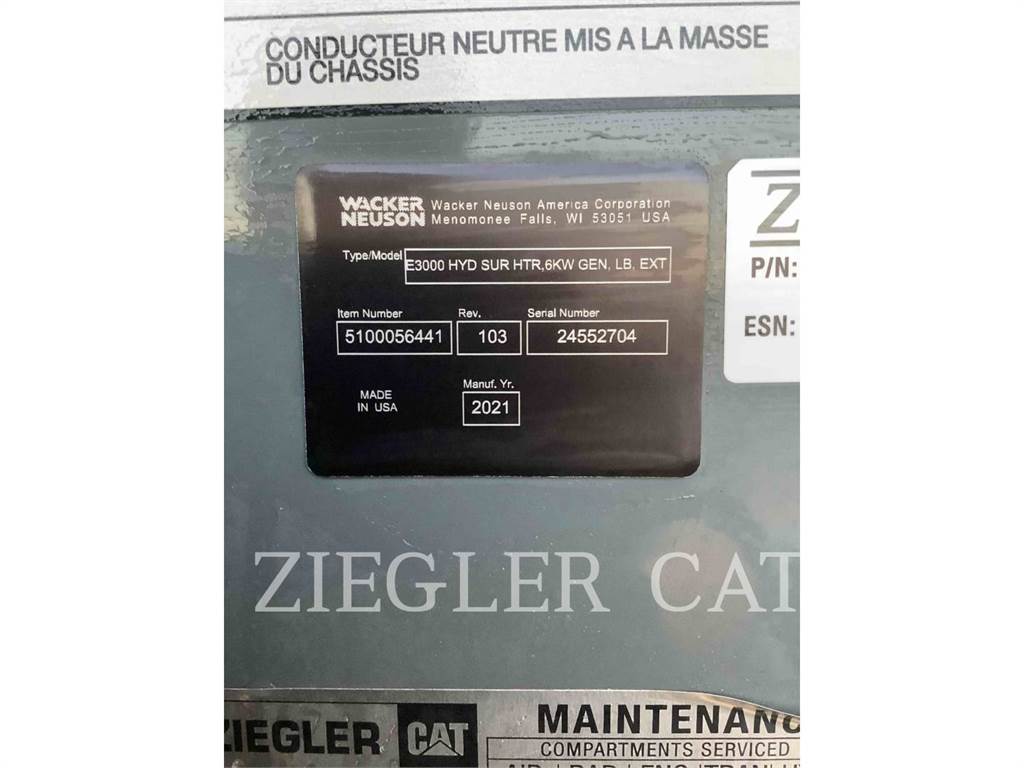 CONDUCTEUR NEUTRE MIS A LA MASSE
DU CHASSIS
WACKER
NEUSON
Wacker Neuson America Corporation
Menomonee Falls, WI 53051 USA
Type/Model E3000 HYD SUR HTR,6KW GEN, LB, EXT
Item Number Rev. Serial Number
5100056441 103 24552704
MADE
IN USA
Manuf. Yr.
2021
Z
P/N:
ESN:
ZIEGLER CAT
ZIEGLER CAT
MAINTENANC
COMPARTMENTS SERVICED